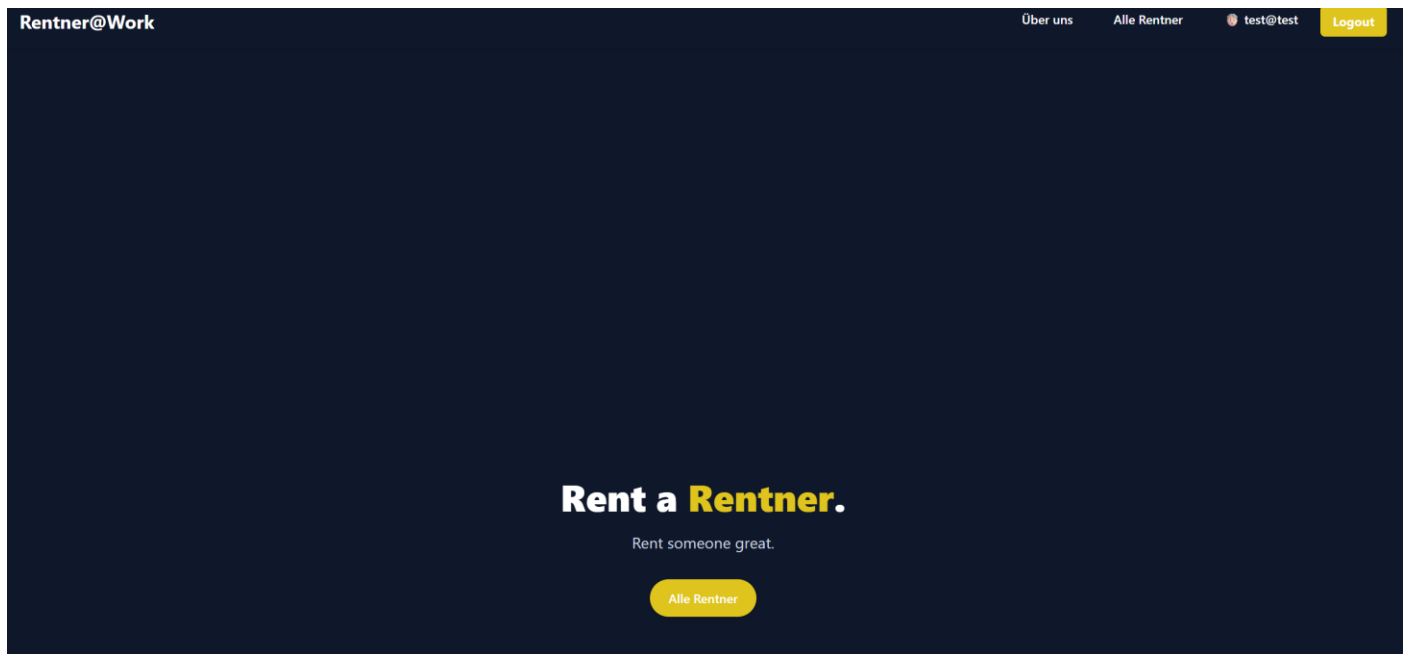 Rentner@Work
Über uns
Alle Rentner
test@test
Logout
Rent a Rentner.
Rent someone great.
Alle Rentner